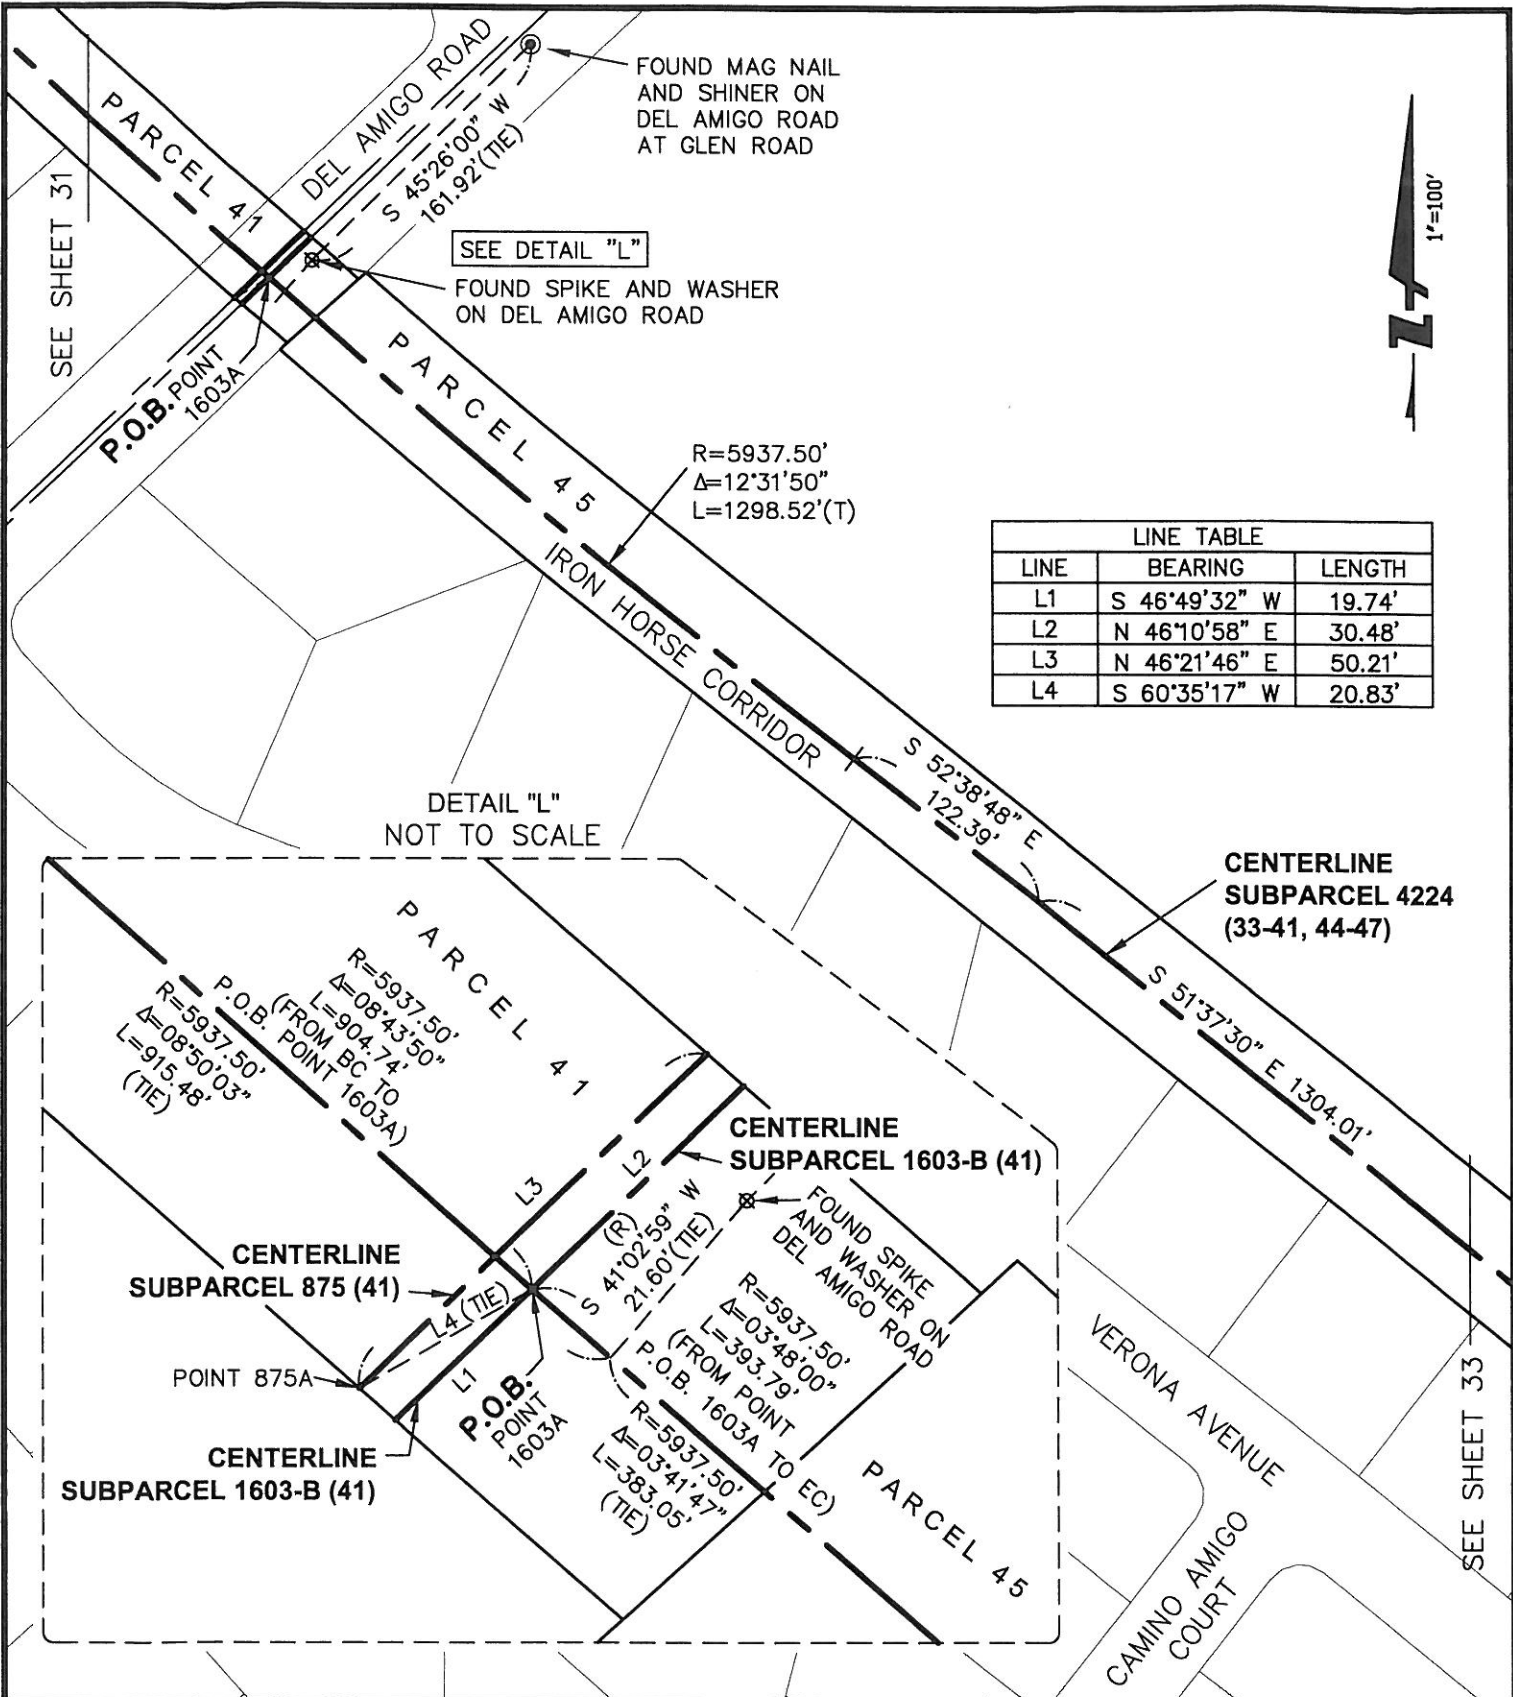 DEL AMIGO ROAD
FOUND MAG NAIL
AND SHINER ON
DEL AMIGO ROAD
AT GLEN ROAD
S 45°26'00" W
161.92'(TIE)
PARCEL 41
SEE SHEET 31
SEE DETAIL "L"
FOUND SPIKE AND WASHER
ON DEL AMIGO ROAD
1"=100'
P.O.B. POINT
1603A
PARCEL 45
R=5937.50'
Δ=12°31'50"
L=1298.52'(T)
IRON HORSE CORRIDOR
LINE TABLE
LINE BEARING LENGTH
L1 S 46°49'32" W 19.74'
L2 N 46°10'58" E 30.48'
L3 N 46°21'46" E 50.21'
L4 S 60°35'17" W 20.83'
S 52°38'48" E
122.39'
CENTERLINE
SUBPARCEL 4224
(33-41, 44-47)
S 51°37'30" E 1304.01'
DETAIL "L"
NOT TO SCALE
PARCEL 41
R=5937.50'
Δ=08°43'50"
L=904.74'
(FROM BC TO
P.O.B. POINT 1603A)
R=5937.50'
Δ=08°50'03"
L=915.48'
(TIE)
L3
L2
CENTERLINE
SUBPARCEL 1603-B (41)
(R)
S 41°02'59" W
21.60'(TIE)
FOUND SPIKE
AND WASHER ON
DEL AMIGO ROAD
CENTERLINE
SUBPARCEL 875 (41)
L4 (TIE)
POINT 875A
L1
P.O.B.
POINT
1603A
CENTERLINE
SUBPARCEL 1603-B (41)
R=5937.50'
Δ=03°48'00"
L=393.79'
(FROM POINT
P.O.B. 1603A TO EC)
R=5937.50'
Δ=03°41'47"
L=383.05'
(TIE)
PARCEL 45
VERONA AVENUE
CAMINO AMIGO
COURT
SEE SHEET 33